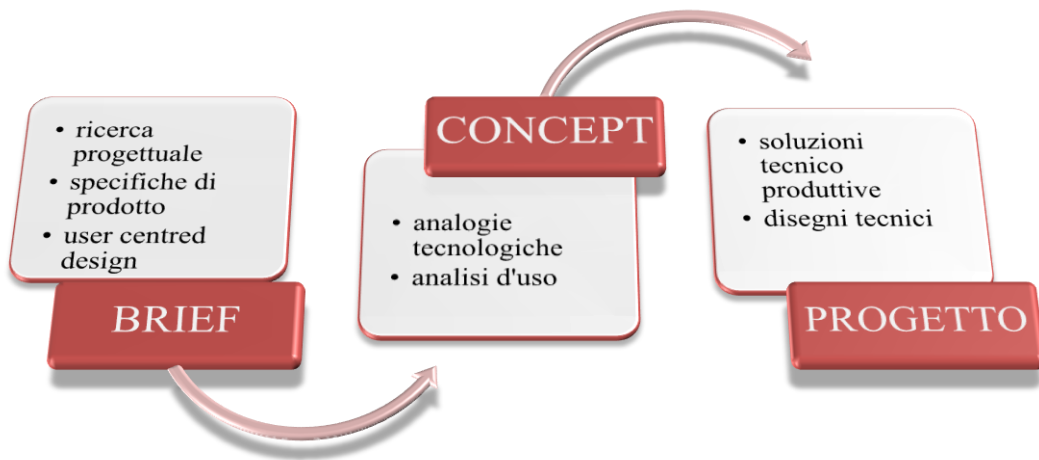 • ricerca
progettuale
• specifiche di
prodotto
• user centred
design
BRIEF
CONCEPT
• analogie
tecnologiche
• analisi d'uso
• soluzioni
tecnico
produttive
• disegni tecnici
PROGETTO